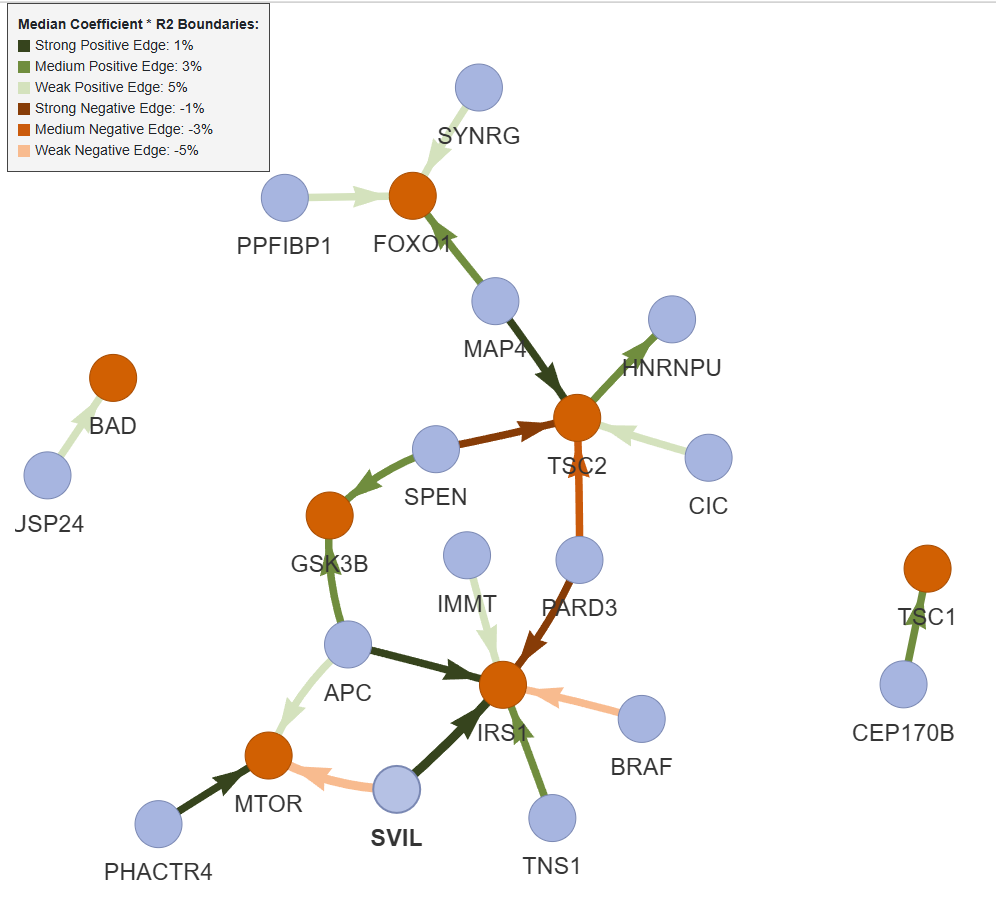 Median Coefficient * R2 Boundaries:
Strong Positive Edge: 1%
Medium Positive Edge: 3%
Weak Positive Edge: 5%
Strong Negative Edge: -1%
Medium Negative Edge: -3%
Weak Negative Edge: -5%
SYNRG
PPFIBP1
FOXO1
MAP4
HNRNPU
BAD
TSC2
SPEN
CIC
JSP24
GSK3B
IMMT
PARD3
TSC1
APC
IRS1
CEP170B
BRAF
MTOR
SVIL
TNS1
PHACTR4